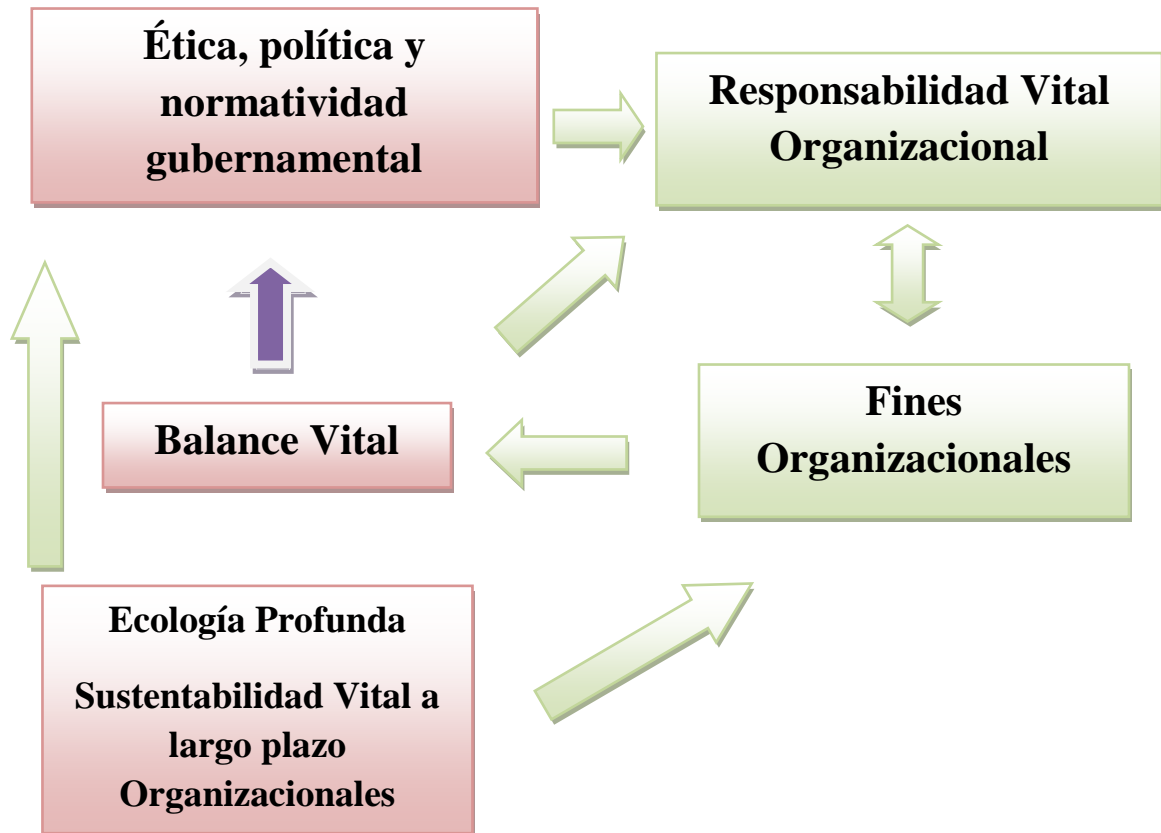 Ética, política y
normatividad
gubernamental
Responsabilidad Vital
Organizacional
Balance Vital
Fines
Organizacionales
Ecología Profunda
Sustentabilidad Vital a
largo plazo
Organizacionales